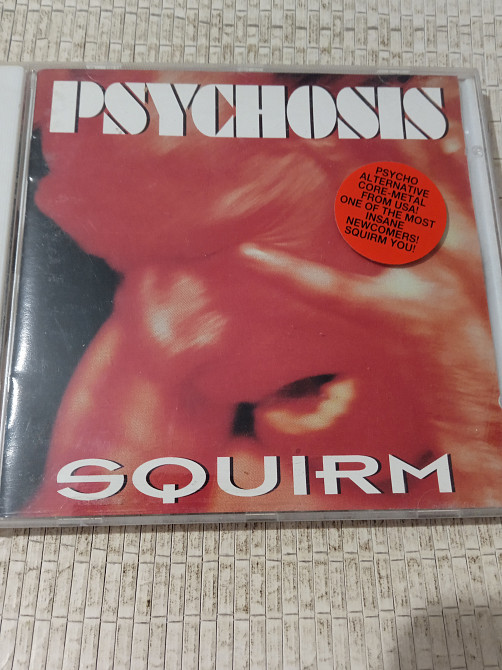 PSYCHOSIS
PSYCHO
ALTERNATIVE
CORE-METAL
FROM USA!
ONE OF THE MOST
INSANE
NEWCOMERS!
SQUIRM YOU!
SQUIRM